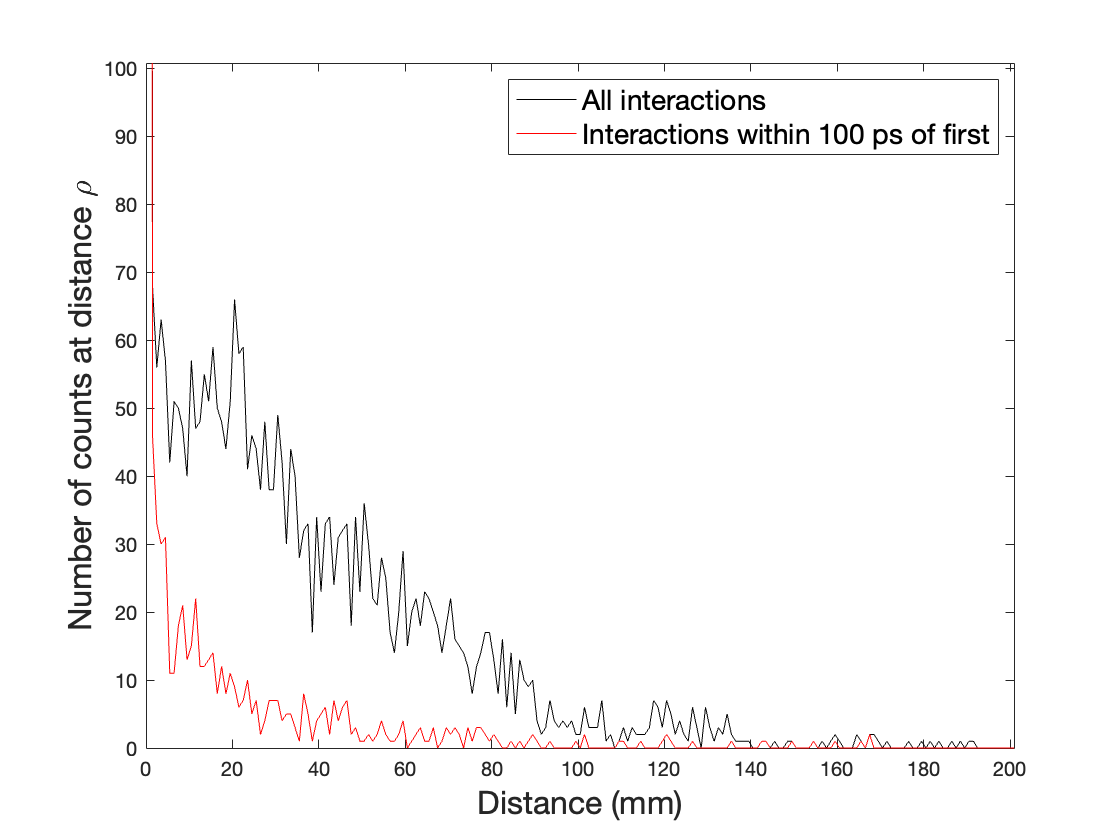 All interactions
Interactions within 100 ps of first
Number of counts at distance ρ
100
90
80
70
60
50
40
30
20
10
0
0 20 40 60 80 100 120 140 160 180 200
Distance (mm)